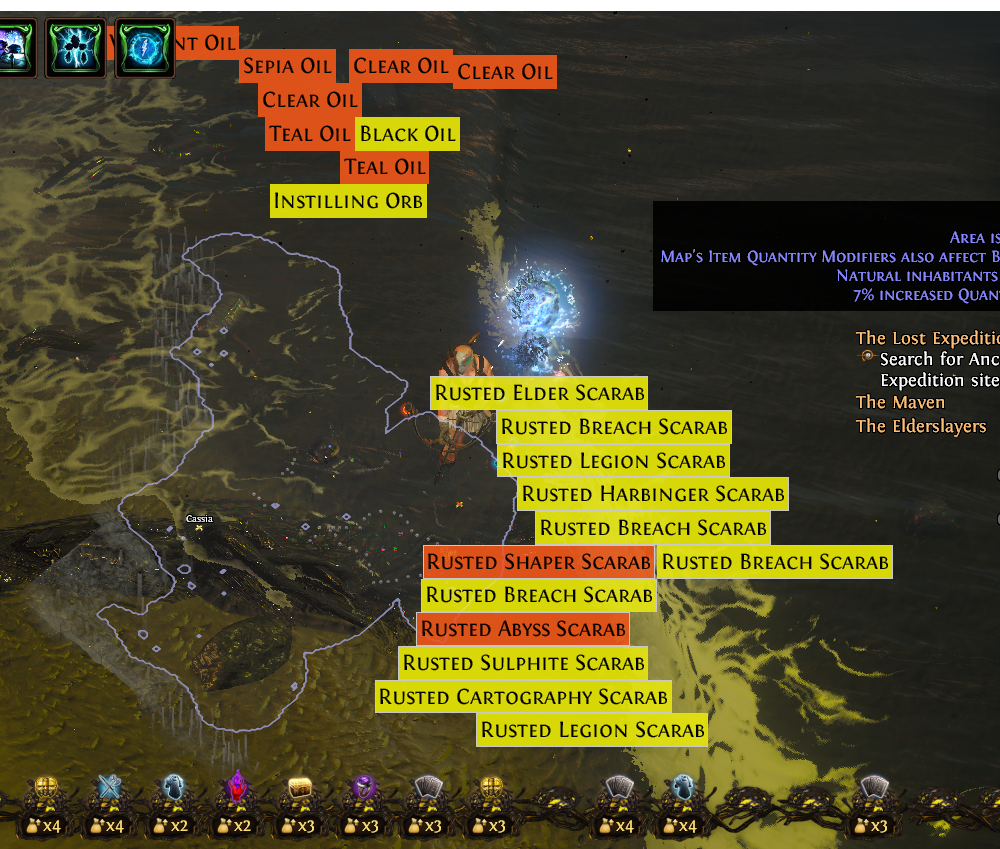 NT OIL
SEPIA OIL
CLEAR OIL
CLEAR OIL
CLEAR OIL
TEAL OIL
BLACK OIL
TEAL OIL
INSTILLING ORB
AREA IS
MAP'S ITEM QUANTITY MODIFIERS ALSO AFFECT B
NATURAL INHABITANTS
7% INCREASED QUAN
The Lost Expeditio
Search for Anc
Expedition site
The Maven
The Elderslayers
RUSTED ELDER SCARAB
RUSTED BREACH SCARAB
RUSTED LEGION SCARAB
RUSTED HARBINGER SCARAB
RUSTED BREACH SCARAB
RUSTED SHAPER SCARAB
RUSTED BREACH SCARAB
RUSTED BREACH SCARAB
RUSTED ABYSS SCARAB
RUSTED SULPHITE SCARAB
RUSTED CARTOGRAPHY SCARAB
RUSTED LEGION SCARAB
Cassia
x4 x4 x2 x2 x3 x3 x3 x3 x4 x4 x3